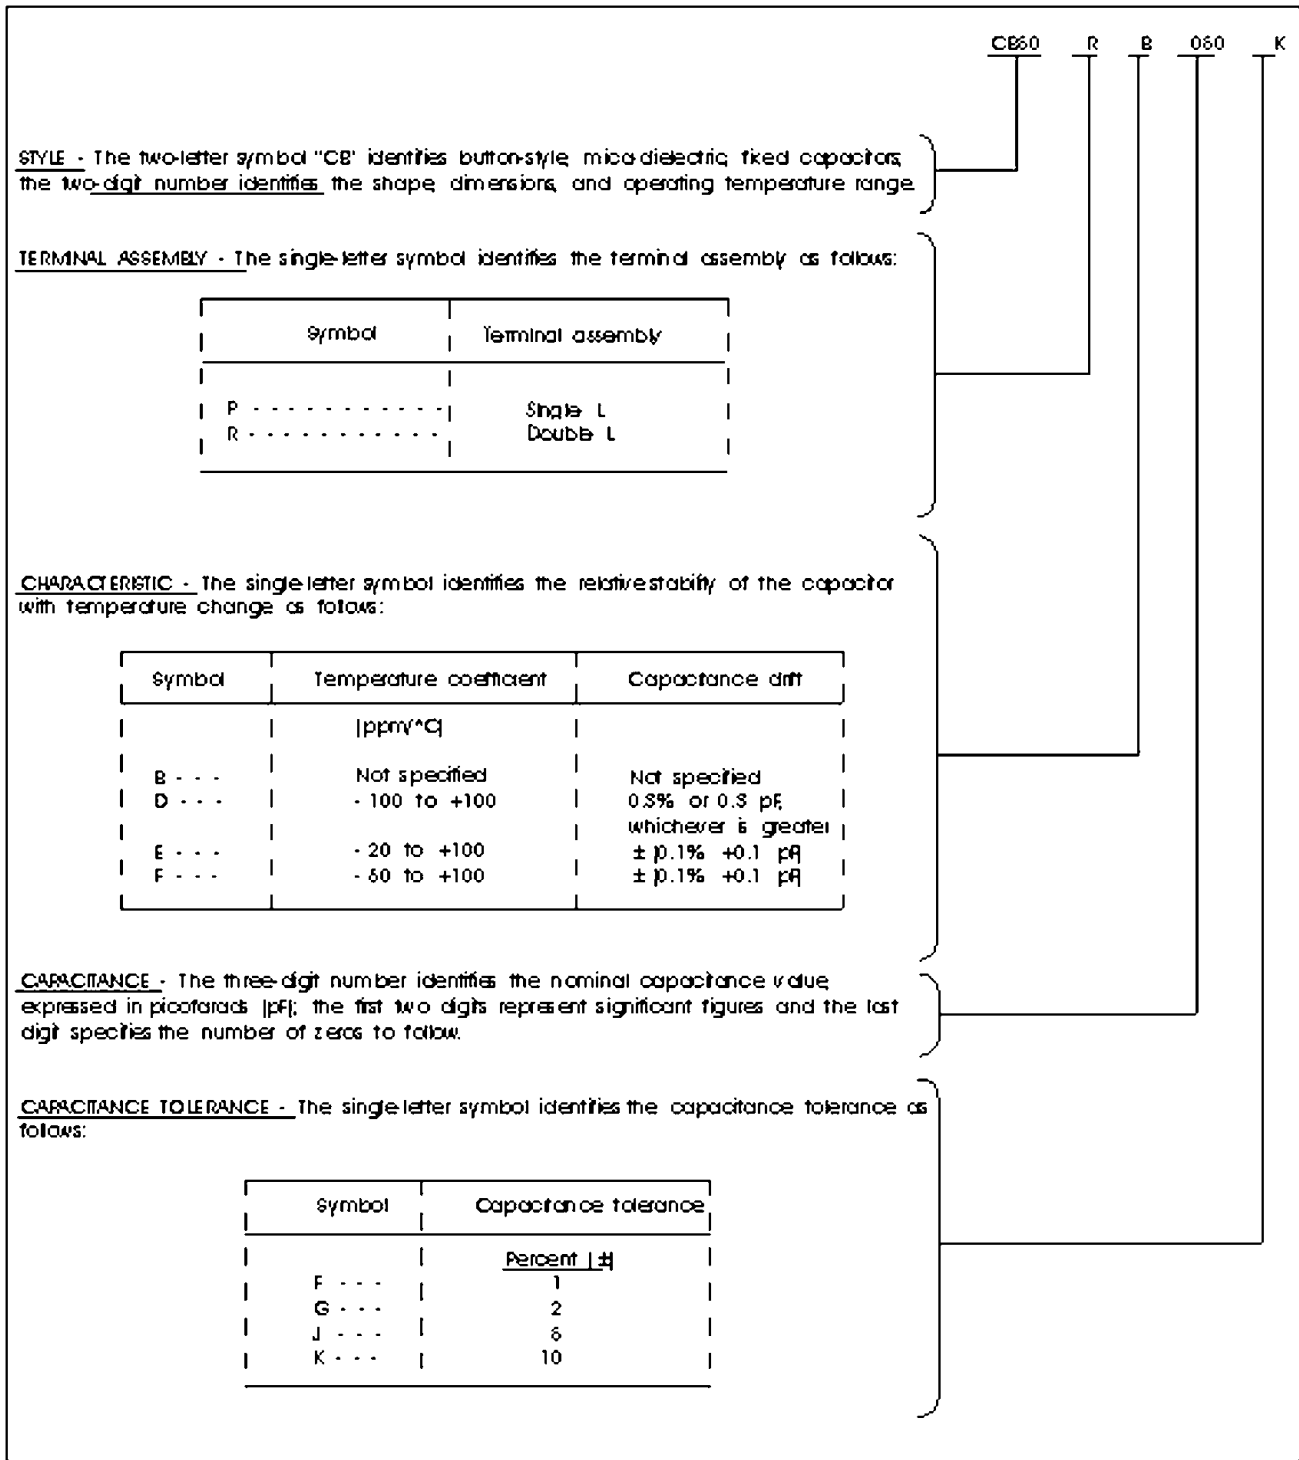 CB60 R B 060 K
STYLE - The two-letter symbol "CB" identifies button-style, mica-dielectric, fixed capacitors,
the two-digit number identifies the shape, dimensions, and operating temperature range.
TERMINAL ASSEMBLY - The single-letter symbol identifies the terminal assembly as follows:
Symbol Terminal assembly
P - - - - - - - - - - - Single L
R - - - - - - - - - - - Double L
CHARACTERISTIC - The single-letter symbol identifies the relative stability of the capacitor
with temperature change as follows:
Symbol Temperature coefficient Capacitance drift
(ppm/°C)
B - - - Not specified Not specified
D - - - - 100 to +100 0.3% or 0.3 pF,
whichever is greater
E - - - - 20 to +100 ± (0.1% +0.1 pF)
F - - - - 50 to +100 ± (0.1% +0.1 pF)
CAPACITANCE - The three-digit number identifies the nominal capacitance value,
expressed in picofarads (pF); the first two digits represent significant figures and the last
digit specifies the number of zeros to follow.
CAPACITANCE TOLERANCE - The single-letter symbol identifies the capacitance tolerance as
follows:
Symbol Capacitance tolerance
Percent (±)
F - - - 1
G - - - 2
J - - - 5
K - - - 10